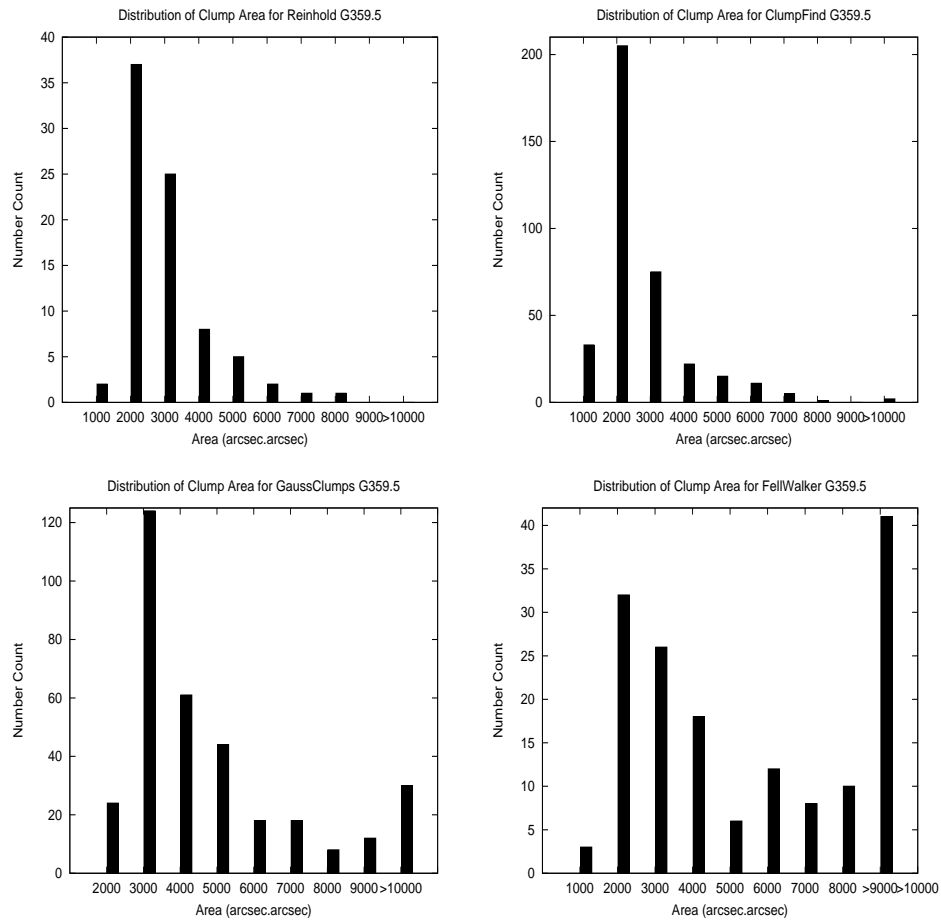 Distribution of Clump Area for Reinhold G359.5
40
35
30
25
20
15
10
5
0
Number Count
1000 2000 3000 4000 5000 6000 7000 8000 9000>10000
Area (arcsec.arcsec)
Distribution of Clump Area for ClumpFind G359.5
200
150
100
50
0
Number Count
1000 2000 3000 4000 5000 6000 7000 8000 9000 >10000
Area (arcsec.arcsec)
Distribution of Clump Area for GaussClumps G359.5
120
100
80
60
40
20
0
Number Count
2000 3000 4000 5000 6000 7000 8000 9000 >10000
Area (arcsec.arcsec)
Distribution of Clump Area for FellWalker G359.5
40
35
30
25
20
15
10
5
0
Number Count
1000 2000 3000 4000 5000 6000 7000 8000 >9000>10000
Area (arcsec.arcsec)